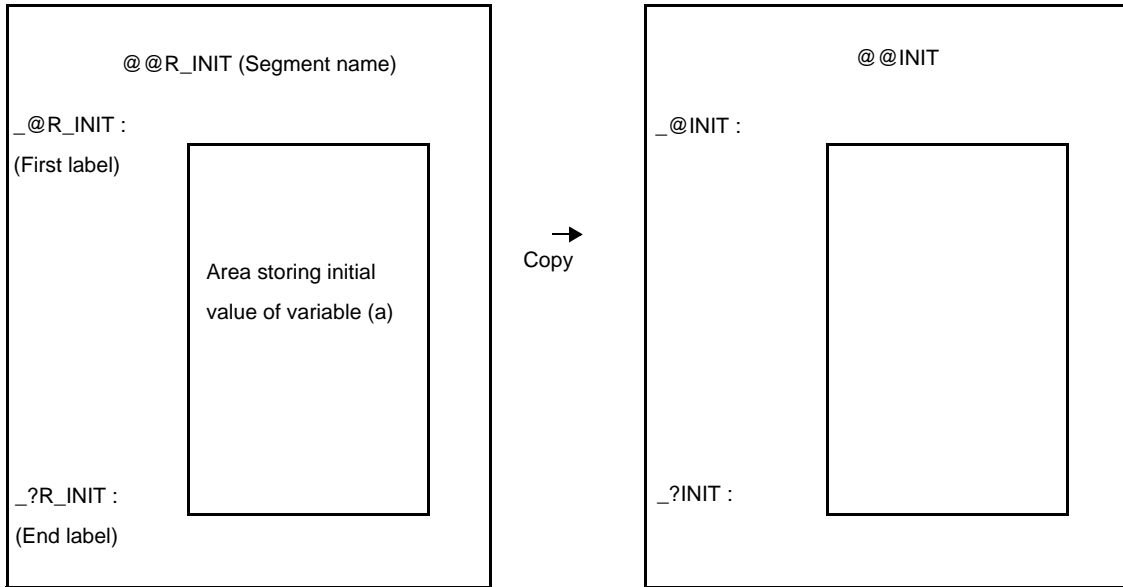 @@R_INIT (Segment name)
_@R_INIT :
(First label)
Area storing initial
value of variable (a)
_?R_INIT :
(End label)
Copy
@@INIT
_@INIT :
_?INIT :